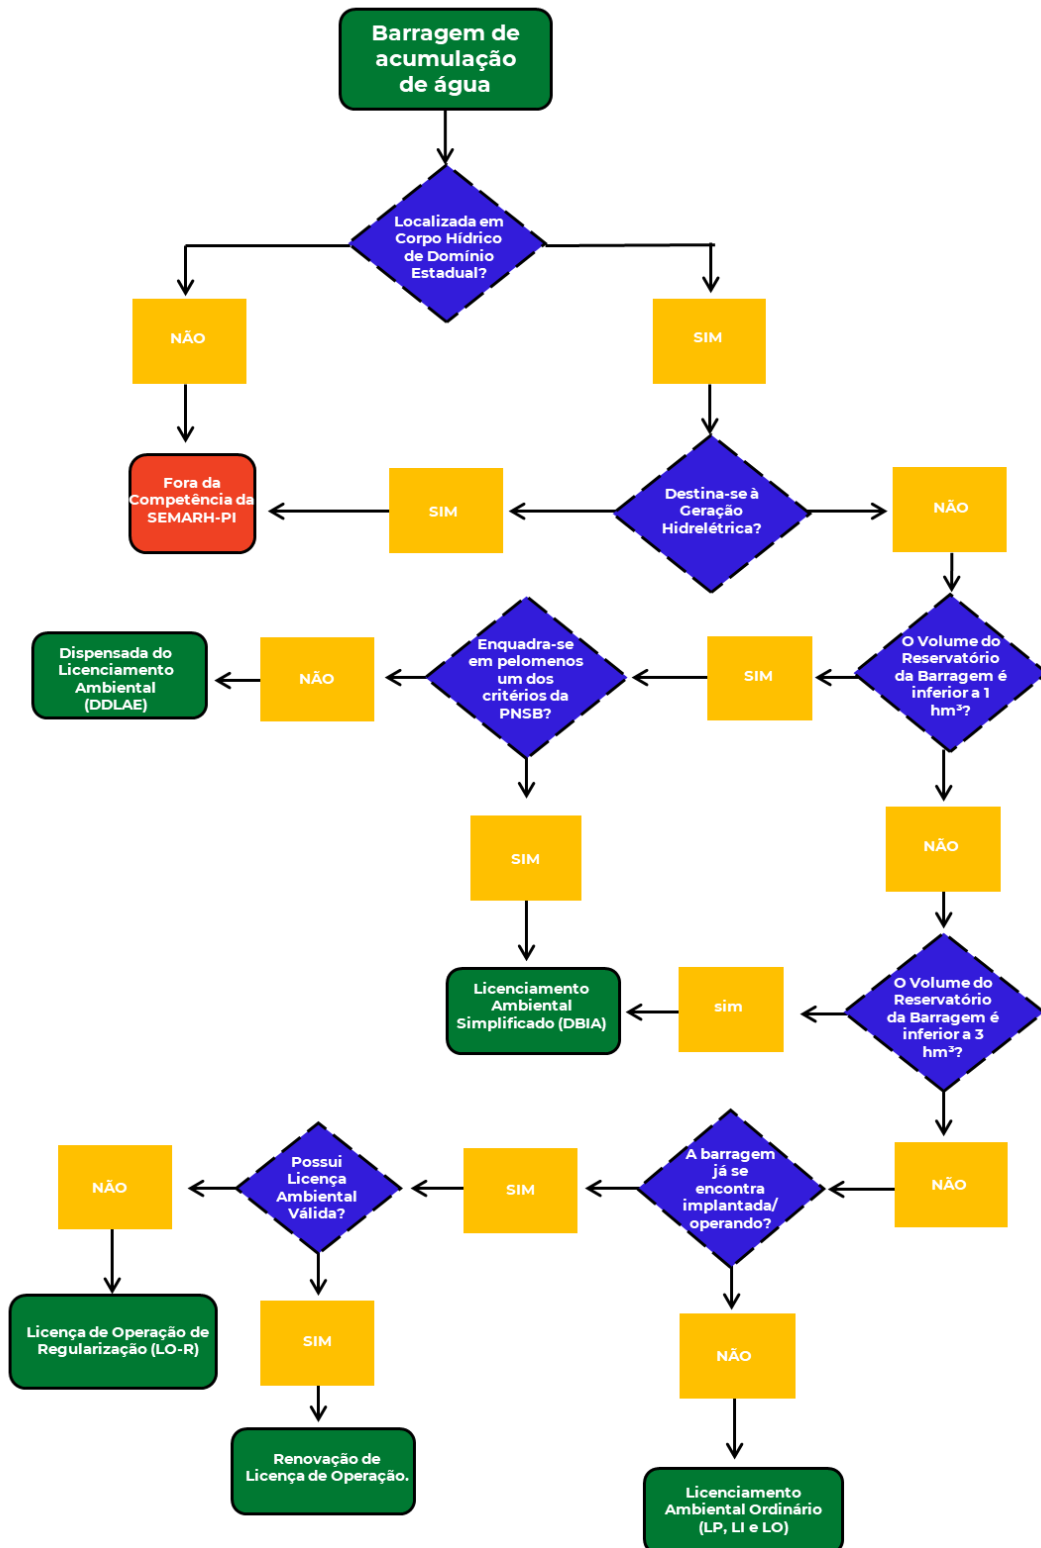 Barragem de
acumulação
de água
Localizada em
Corpo Hídrico
de Domínio
Estadual?
NÃO
SIM
Fora da
Competência da
SEMARH-PI
SIM
Destina-se à
Geração
Hidrelétrica?
NÃO
Dispensada do
Licenciamento
Ambiental
(DDLAE)
NÃO
Enquadra-se
em pelomenos
um dos
critérios da
PNSB?
SIM
O Volume do
Reservatório
da Barragem é
inferior a 1
hm³?
SIM
NÃO
Licenciamento
Ambiental
Simplificado (DBIA)
sim
O Volume do
Reservatório
da Barragem é
inferior a 3
hm³?
NÃO
Possui
Licença
Ambiental
Válida?
SIM
A barragem
já se
encontra
implantada/
operando?
NÃO
Licença de Operação de
Regularização (LO-R)
SIM
NÃO
Renovação de
Licença de Operação.
Licenciamento
Ambiental Ordinário
(LP, LI e LO)